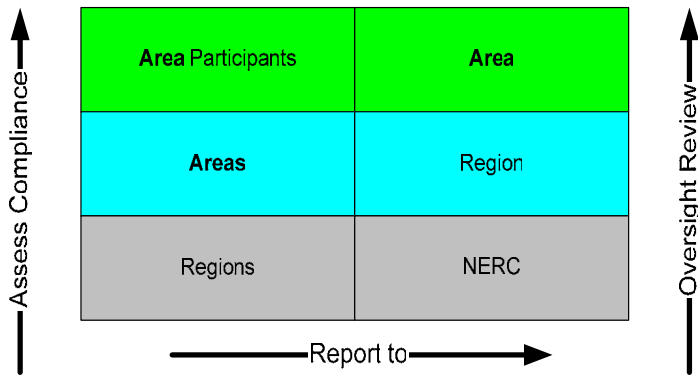 Assess Compliance
Area Participants
Area
Areas
Region
Regions
NERC
Report to
Oversight Review